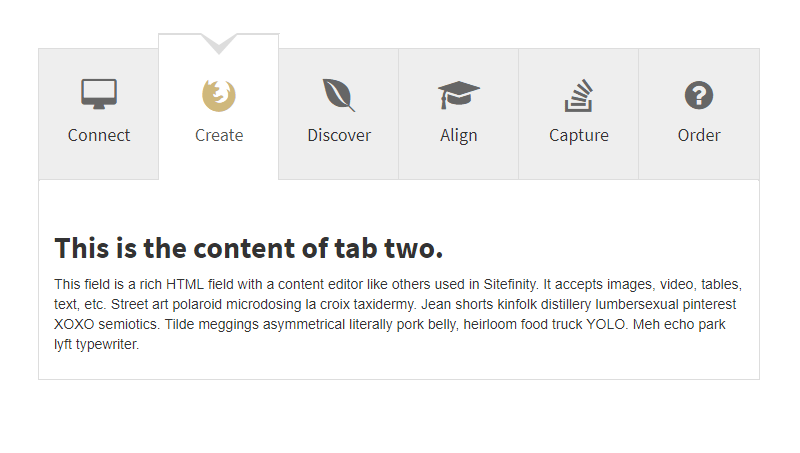 Connect
Create
Discover
Align
Capture
Order
This is the content of tab two.
This field is a rich HTML field with a content editor like others used in Sitefinity. It accepts images, video, tables,
text, etc. Street art polaroid microdosing la croix taxidermy. Jean shorts kinfolk distillery lumbersexual pinterest
XOXO semiotics. Tilde meggings asymmetrical literally pork belly, heirloom food truck YOLO. Meh echo park
lyft typewriter.